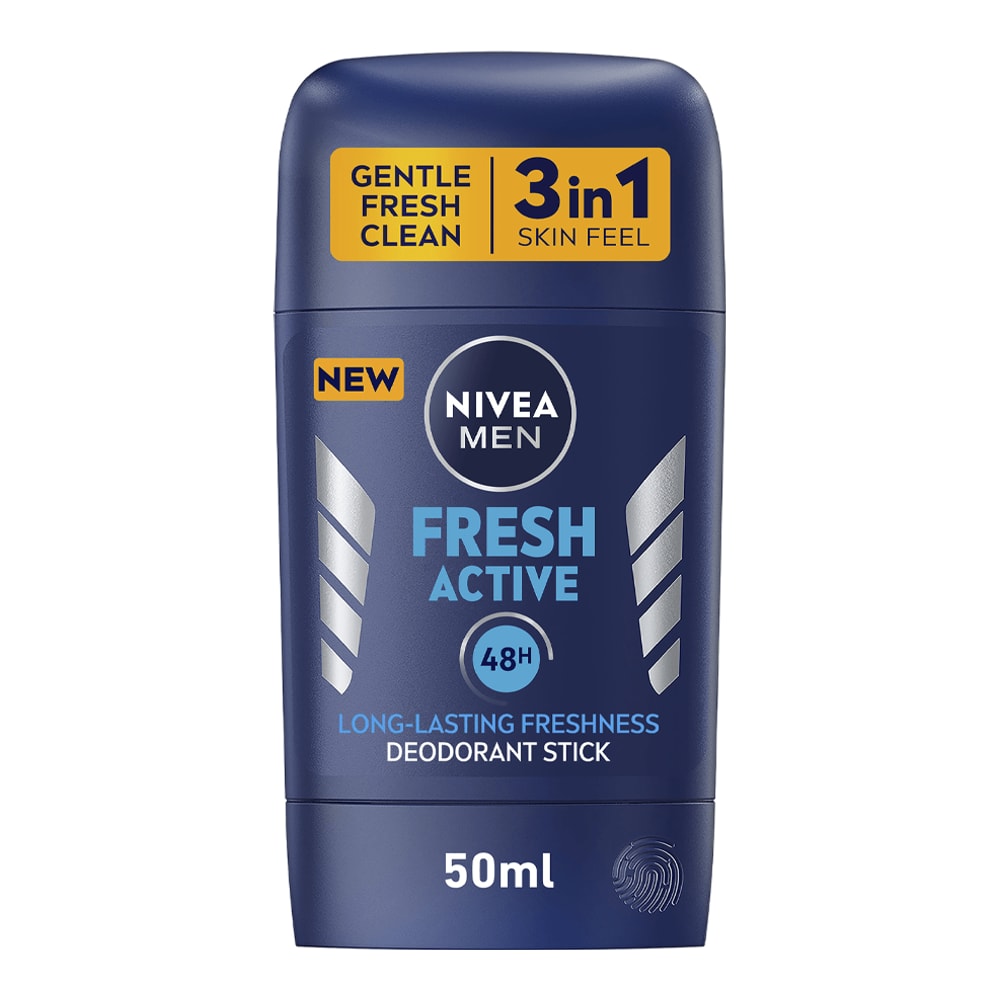 GENTLE
FRESH
CLEAN
3in1
SKIN FEEL
NEW
NIVEA
MEN
FRESH
ACTIVE
48H
LONG-LASTING FRESHNESS
DEODORANT STICK
50ml